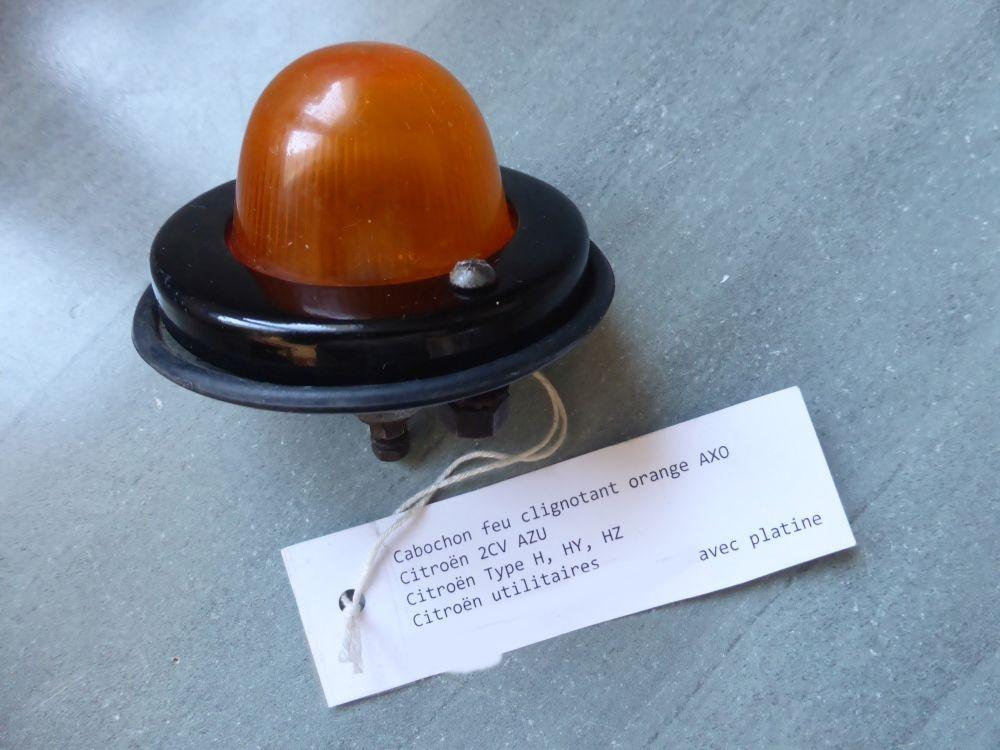 Cabochon feu clignotant orange AXO
Citroën 2CV AZU
Citroën Type H, HY, HZ
Citroën utilitaires avec platine